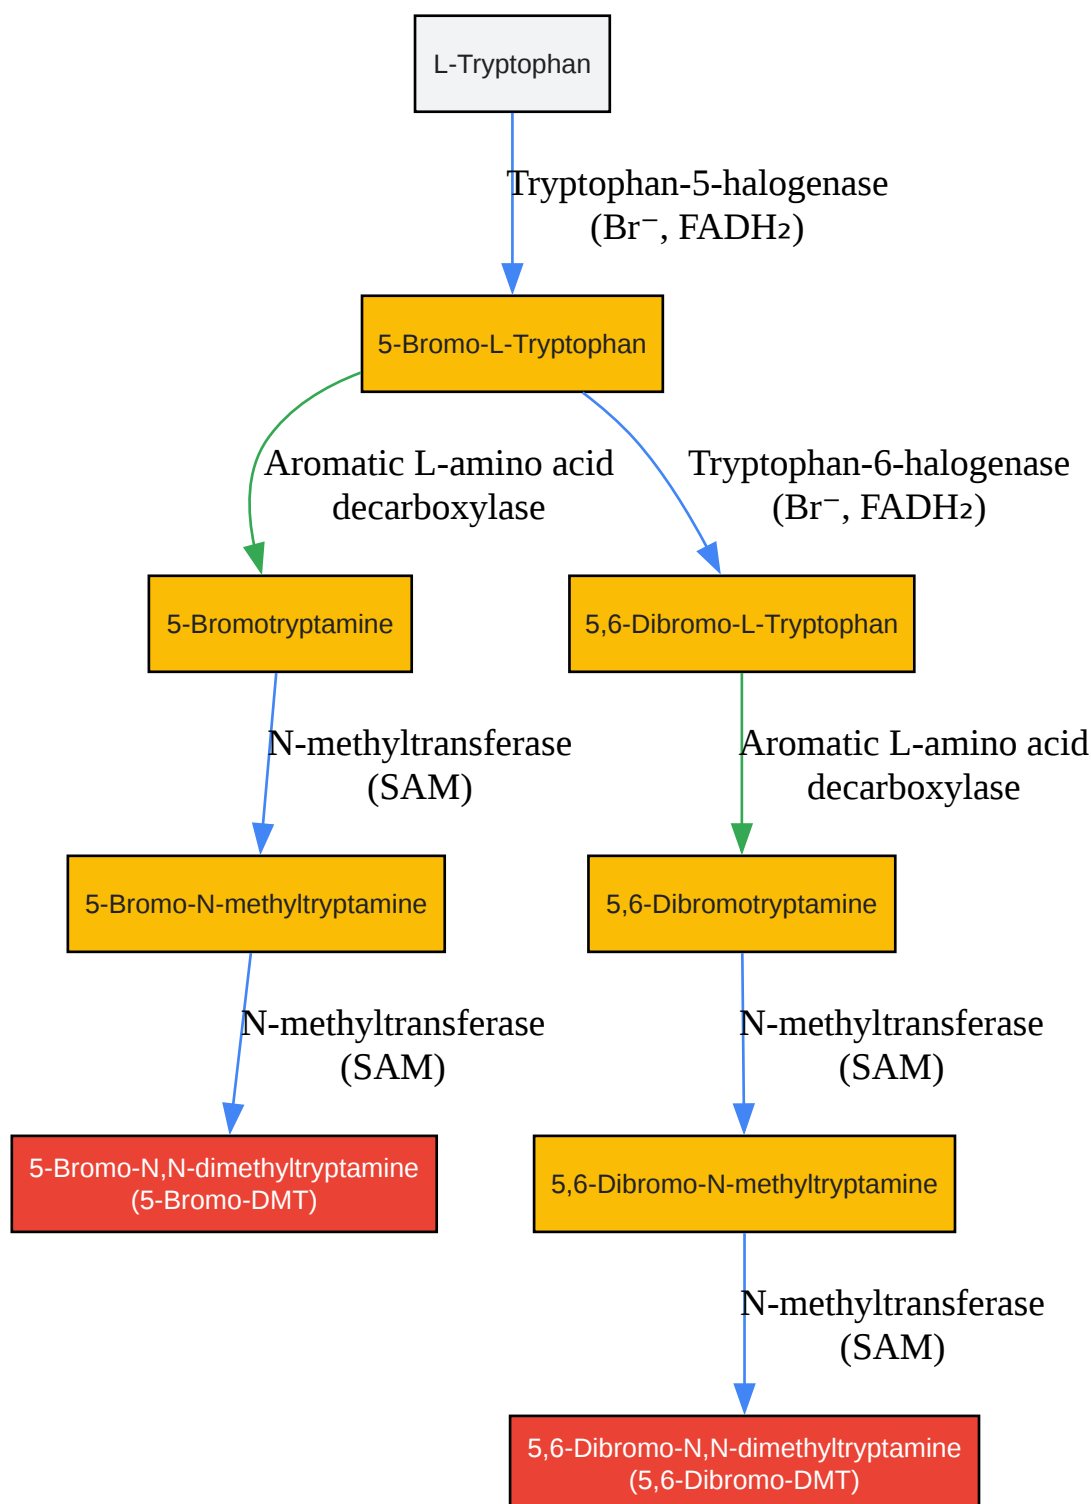 L-Tryptophan
Tryptophan-5-halogenase
(Br⁻, FADH₂)
5-Bromo-L-Tryptophan
Aromatic L-amino acid
decarboxylase
Tryptophan-6-halogenase
(Br⁻, FADH₂)
5-Bromotryptamine
5,6-Dibromo-L-Tryptophan
N-methyltransferase
(SAM)
Aromatic L-amino acid
decarboxylase
5-Bromo-N-methyltryptamine
5,6-Dibromotryptamine
N-methyltransferase
(SAM)
N-methyltransferase
(SAM)
5-Bromo-N,N-dimethyltryptamine
(5-Bromo-DMT)
5,6-Dibromo-N-methyltryptamine
N-methyltransferase
(SAM)
5,6-Dibromo-N,N-dimethyltryptamine
(5,6-Dibromo-DMT)